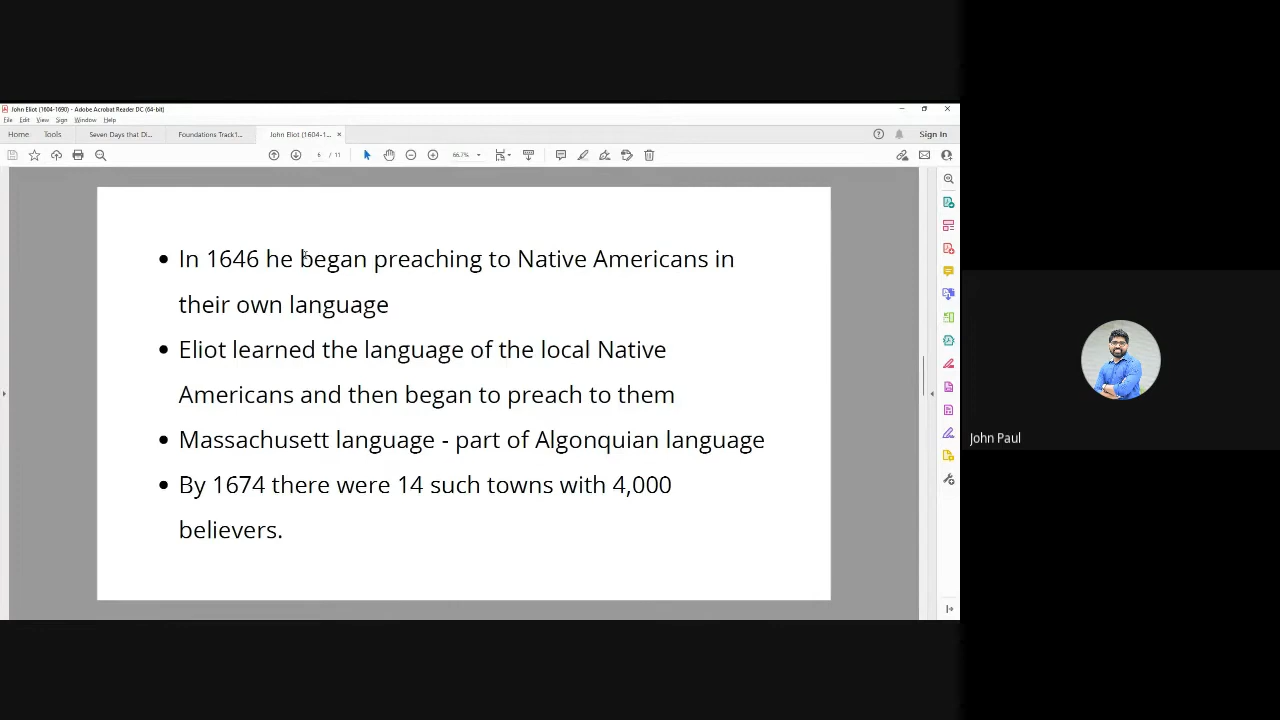 John Eliot (1604-1690) - Adobe Acrobat Reader DC (64-bit)
File Edit View Sign Window Help
Home Tools Seven Days that Di... Foundations Track1... John Eliot (1604-1... × Sign In
6 / 11 66.7%
• In 1646 he began preaching to Native Americans in
their own language
• Eliot learned the language of the local Native
Americans and then began to preach to them
• Massachusett language - part of Algonquian language
• By 1674 there were 14 such towns with 4,000
believers.
John Paul